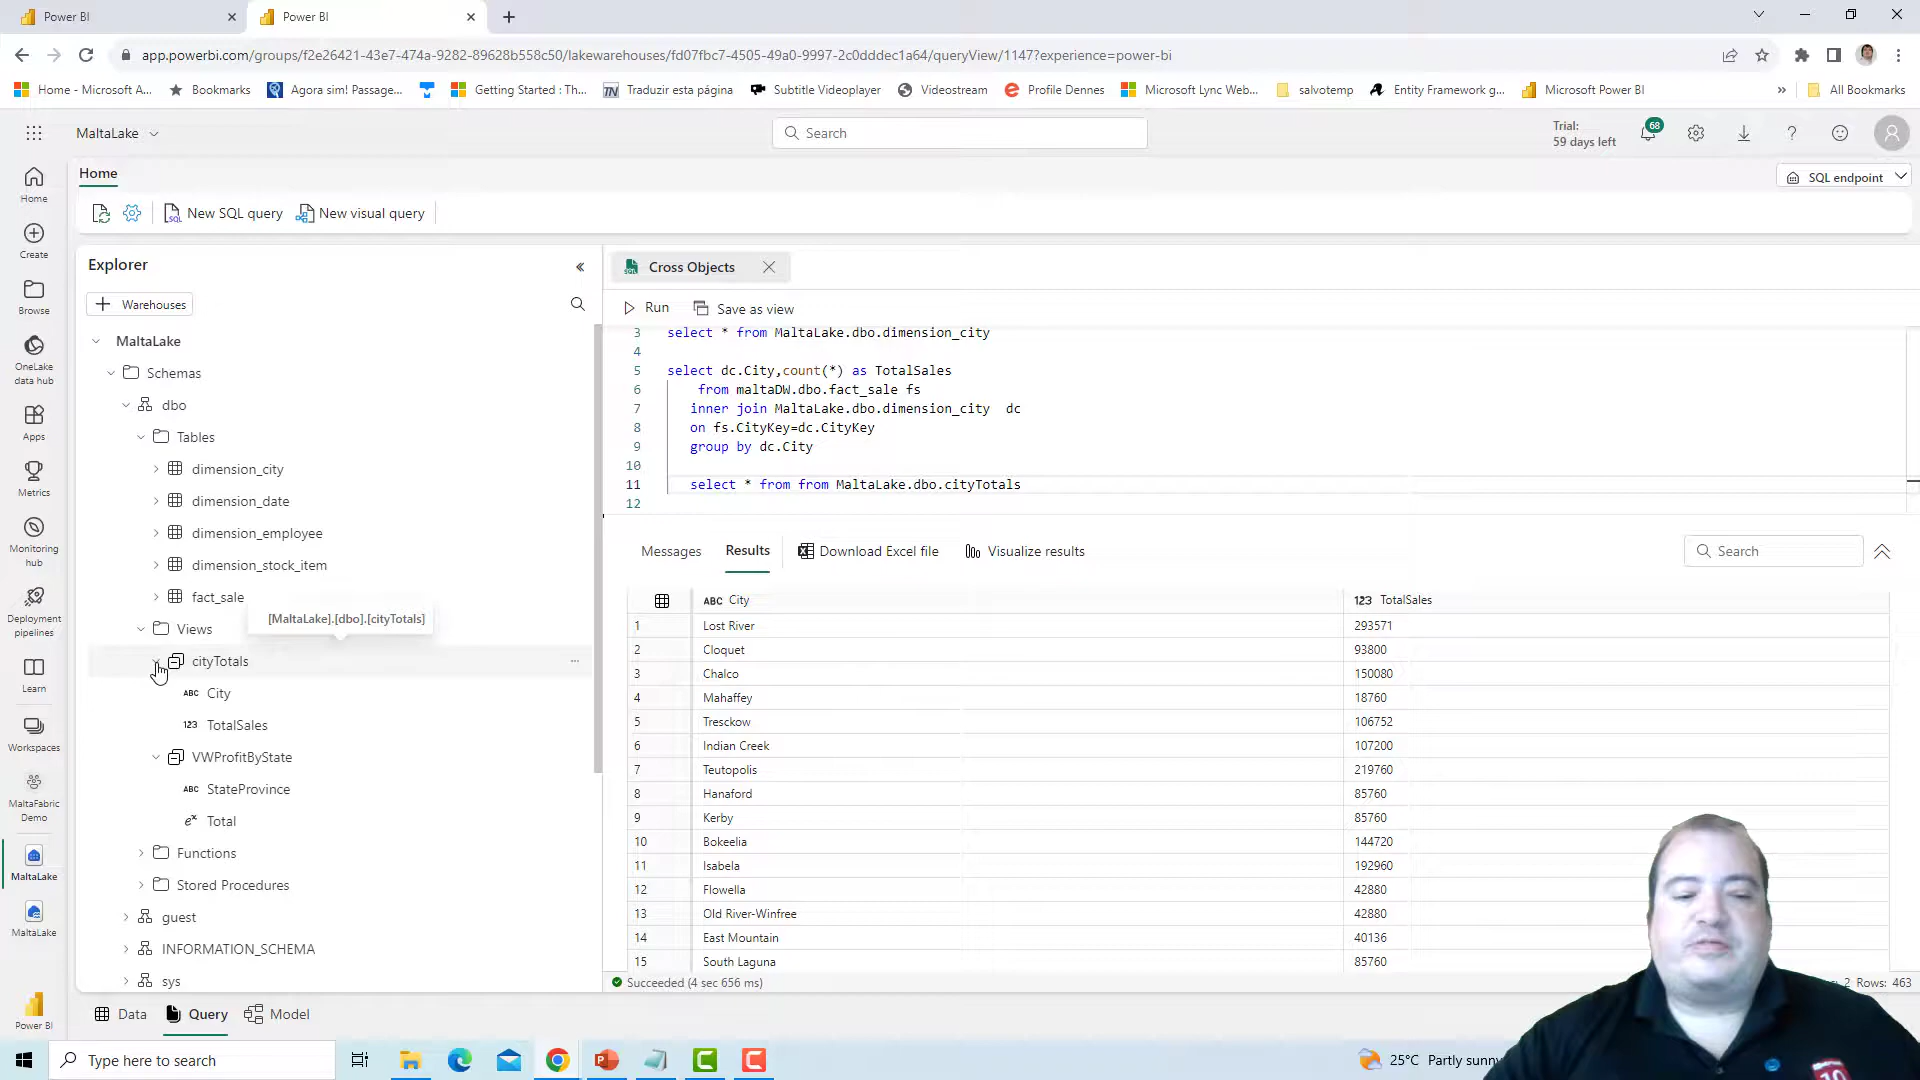 Power BI
Power BI
app.powerbi.com/groups/f2e26421-43e7-474a-9282-89628b558c50/lakewarehouses/fd07fbc7-4505-49a0-9997-2c0dddec1a64/queryView/1147?experience=power-bi
Home - Microsoft A...
Bookmarks
Agora sim! Passage...
Getting Started : Th...
Traduzir esta página
Subtitle Videoplayer
Videostream
Profile Dennes
Microsoft Lync Web...
salvotemp
Entity Framework g...
Microsoft Power BI
»
All Bookmarks
MaltaLake
Search
Trial:
59 days left
68
Home
SQL endpoint
New SQL query
New visual query
Home
Create
Browse
OneLake
data hub
Apps
Metrics
Monitoring
hub
Deployment
pipelines
Learn
Workspaces
MaltaFabric
Demo
MaltaLake
MaltaLake
Power BI
Explorer
Warehouses
MaltaLake
Schemas
dbo
Tables
dimension_city
dimension_date
dimension_employee
dimension_stock_item
fact_sale
[MaltaLake].[dbo].[cityTotals]
Views
cityTotals
ABC City
123 TotalSales
VWProfitByState
ABC StateProvince
Total
Functions
Stored Procedures
guest
INFORMATION_SCHEMA
sys
Data
Query
Model
Cross Objects
Run
Save as view
3 select * from MaltaLake.dbo.dimension_city
4
5 select dc.City,count(*) as TotalSales
6 from maltaDW.dbo.fact_sale fs
7 inner join MaltaLake.dbo.dimension_city dc
8 on fs.CityKey=dc.CityKey
9 group by dc.City
10
11 select * from from MaltaLake.dbo.cityTotals
12
Messages
Results
Download Excel file
Visualize results
Search
ABC City 123 TotalSales
1 Lost River 293571
2 Cloquet 93800
3 Chalco 150080
4 Mahaffey 18760
5 Tresckow 106752
6 Indian Creek 107200
7 Teutopolis 219760
8 Hanaford 85760
9 Kerby 85760
10 Bokeelia 144720
11 Isabela 192960
12 Flowella 42880
13 Old River-Winfree 42880
14 East Mountain 40136
15 South Laguna 85760
Succeeded (4 sec 656 ms)
2 Rows: 463
Type here to search
25°C Partly sunny